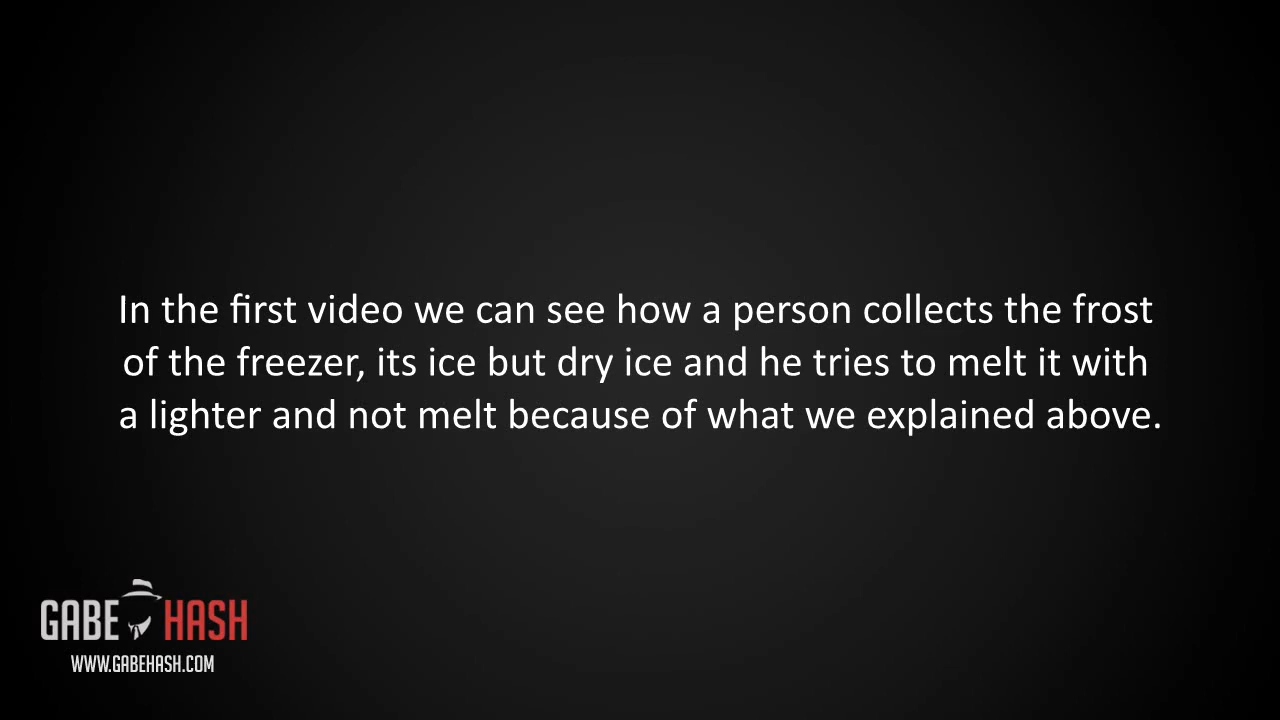 In the first video we can see how a person collects the frost
of the freezer, its ice but dry ice and he tries to melt it with
a lighter and not melt because of what we explained above.
GABE HASH
WWW.GABEHASH.COM